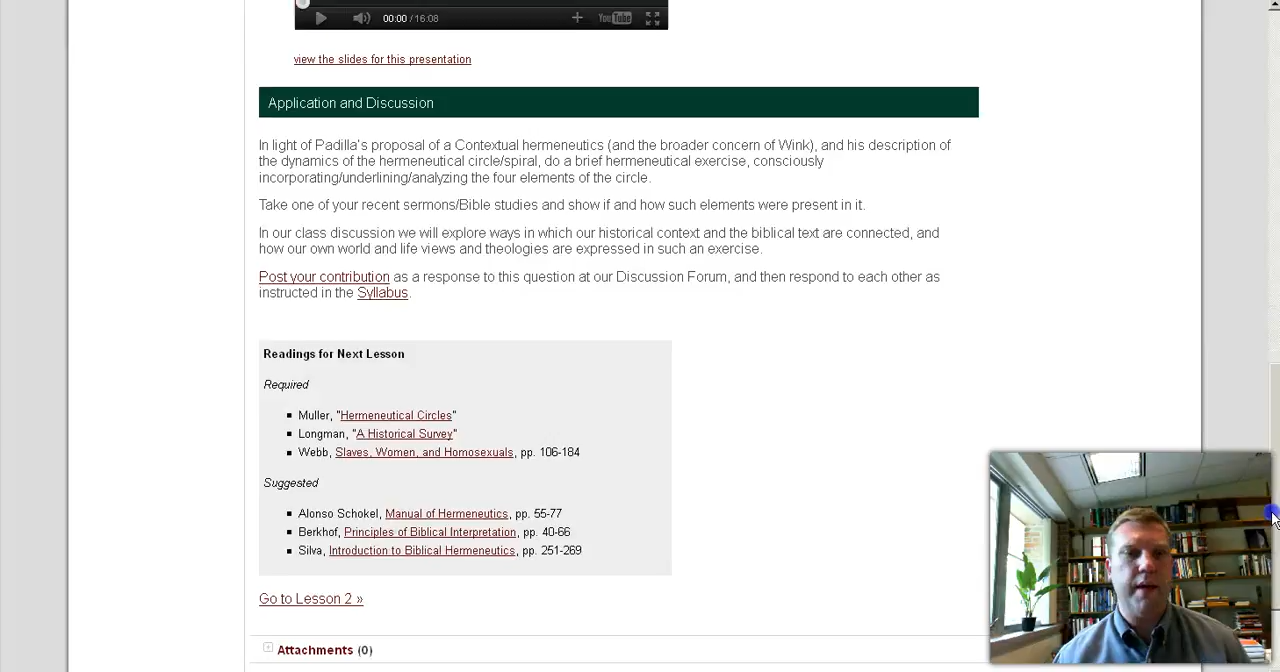 00:00 / 16:08
YouTube
view the slides for this presentation
Application and Discussion
In light of Padilla's proposal of a Contextual hermeneutics (and the broader concern of Wink), and his description of
the dynamics of the hermeneutical circle/spiral, do a brief hermeneutical exercise, consciously
incorporating/underlining/analyzing the four elements of the circle.
Take one of your recent sermons/Bible studies and show if and how such elements were present in it.
In our class discussion we will explore ways in which our historical context and the biblical text are connected, and
how our own world and life views and theologies are expressed in such an exercise.
Post your contribution as a response to this question at our Discussion Forum, and then respond to each other as
instructed in the Syllabus.
Readings for Next Lesson
Required
Muller, "Hermeneutical Circles"
Longman, "A Historical Survey"
Webb, Slaves, Women, and Homosexuals, pp. 106-184
Suggested
Alonso Schokel, Manual of Hermeneutics, pp. 55-77
Berkhof, Principles of Biblical Interpretation, pp. 40-66
Silva, Introduction to Biblical Hermeneutics, pp. 251-269
Go to Lesson 2 »
Attachments (0)